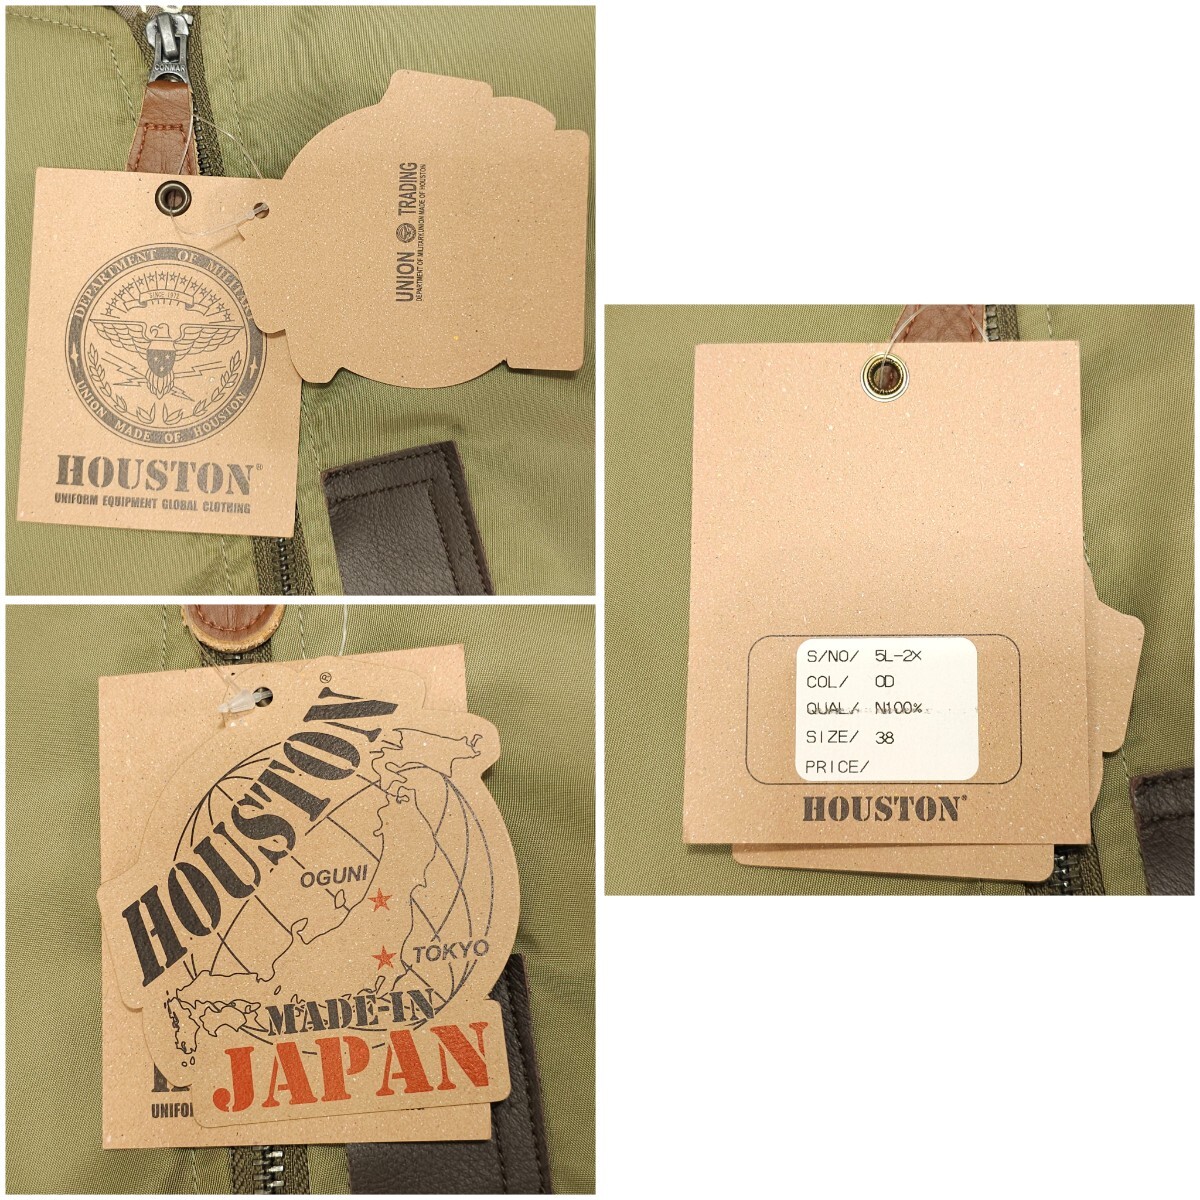 CONMAR
DEPARTMENT OF MILITARY
SINCE 1972
UNION MADE OF HOUSTON
HOUSTON®
UNIFORM EQUIPMENT GLOBAL CLOTHING
UNION TRADING
DEPARTMENT OF MILITARY.UNION MADE OF HOUSTON
HOUSTON®
OGUNI
TOKYO
MADE-IN
JAPAN
UNIFO
S/NO/ 5L-2X
COL/ OD
QUAL/ N100%
SIZE/ 38
PRICE/
HOUSTON®